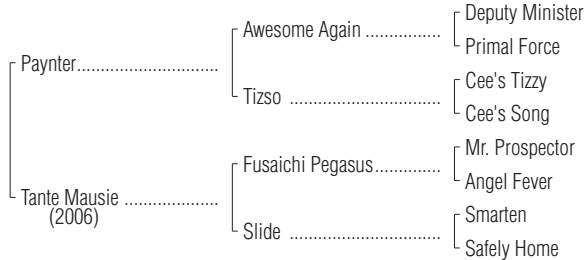 Deputy Minister
Awesome Again ...............
Primal Force
Paynter.............................
Cee's Tizzy
Tizso ..............................
Cee's Song
Mr. Prospector
Fusaichi Pegasus.............
Angel Fever
Tante Mausie ...................
(2006)
Smarten
Slide ..............................
Safely Home